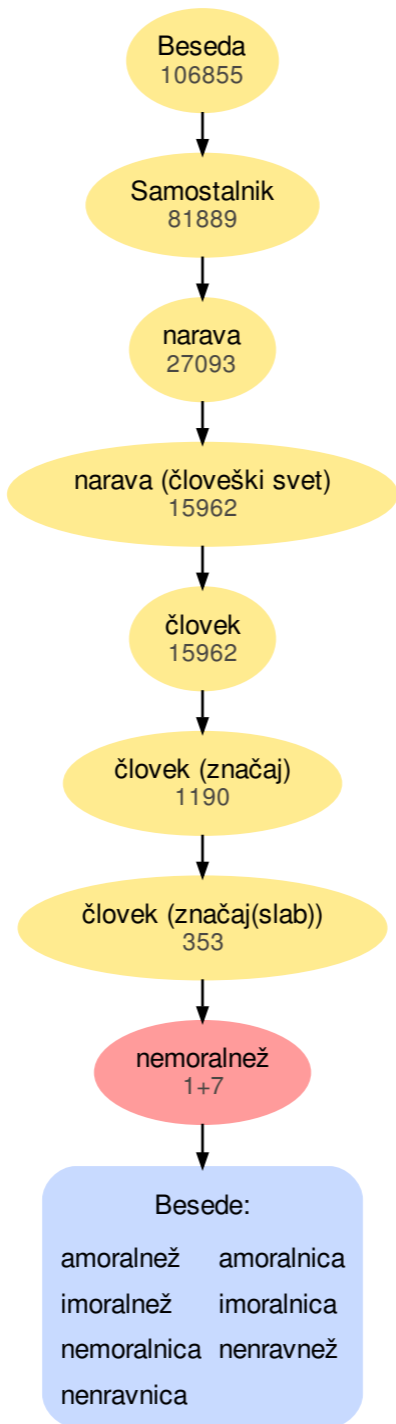 Beseda
106855
Samostalnik
81889
narava
27093
narava (človeški svet)
15962
človek
15962
človek (značaj)
1190
človek (značaj(slab))
353
nemoralnež
1+7
Besede:
amoralnež amoralnica
imoralnež imoralnica
nemoralnica nenravnež
nenravnica